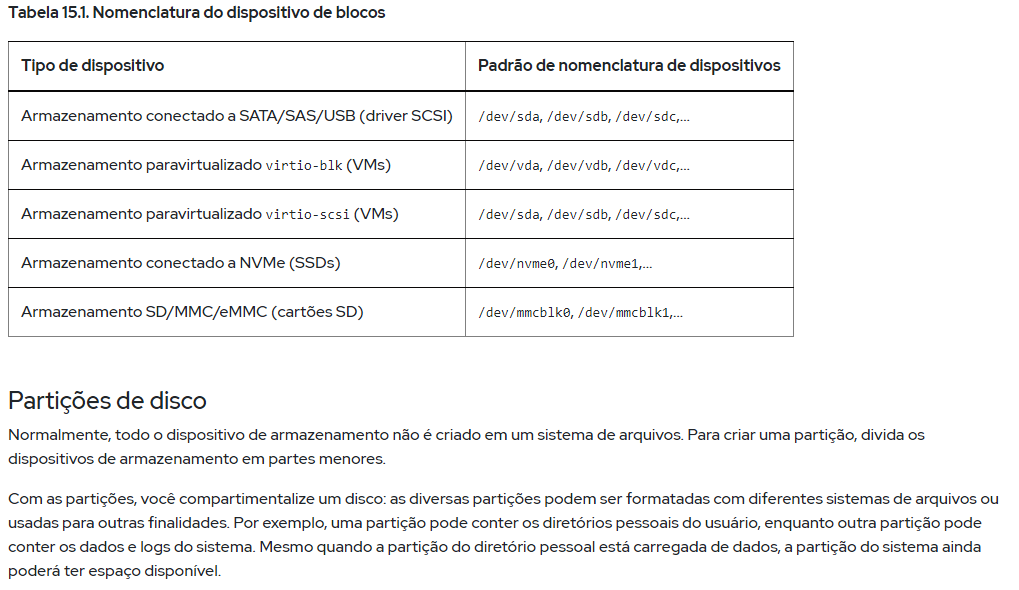 Tabela 15.1. Nomenclatura do dispositivo de blocos
Tipo de dispositivo Padrão de nomenclatura de dispositivos
Armazenamento conectado a SATA/SAS/USB (driver SCSI) /dev/sda, /dev/sdb, /dev/sdc,...
Armazenamento paravirtualizado virtio-blk (VMs) /dev/vda, /dev/vdb, /dev/vdc,...
Armazenamento paravirtualizado virtio-scsi (VMs) /dev/sda, /dev/sdb, /dev/sdc,...
Armazenamento conectado a NVMe (SSDs) /dev/nvme0, /dev/nvme1,...
Armazenamento SD/MMC/eMMC (cartões SD) /dev/mmcblk0, /dev/mmcblk1,...
Partições de disco
Normalmente, todo o dispositivo de armazenamento não é criado em um sistema de arquivos. Para criar uma partição, divida os
dispositivos de armazenamento em partes menores.
Com as partições, você compartimentalize um disco: as diversas partições podem ser formatadas com diferentes sistemas de arquivos ou
usadas para outras finalidades. Por exemplo, uma partição pode conter os diretórios pessoais do usuário, enquanto outra partição pode
conter os dados e logs do sistema. Mesmo quando a partição do diretório pessoal está carregada de dados, a partição do sistema ainda
poderá ter espaço disponível.